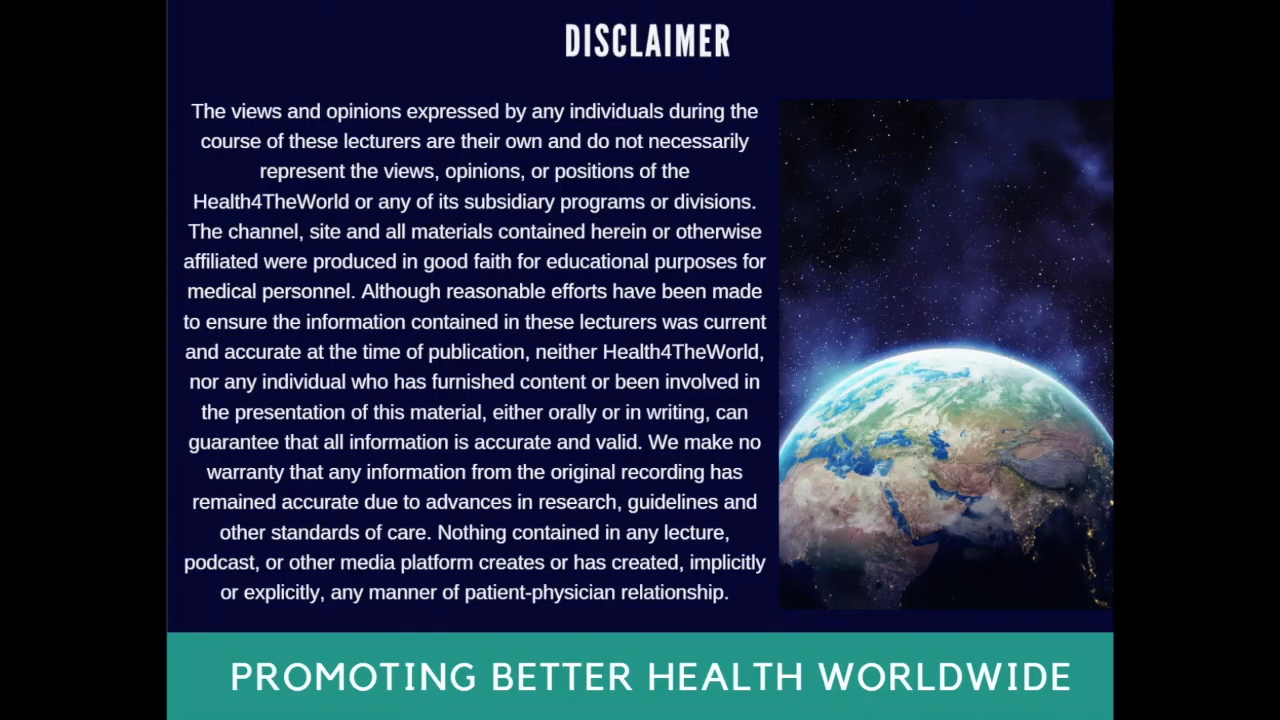 DISCLAIMER
The views and opinions expressed by any individuals during the
course of these lecturers are their own and do not necessarily
represent the views, opinions, or positions of the
Health4TheWorld or any of its subsidiary programs or divisions.
The channel, site and all materials contained herein or otherwise
affiliated were produced in good faith for educational purposes for
medical personnel. Although reasonable efforts have been made
to ensure the information contained in these lecturers was current
and accurate at the time of publication, neither Health4TheWorld,
nor any individual who has furnished content or been involved in
the presentation of this material, either orally or in writing, can
guarantee that all information is accurate and valid. We make no
warranty that any information from the original recording has
remained accurate due to advances in research, guidelines and
other standards of care. Nothing contained in any lecture,
podcast, or other media platform creates or has created, implicitly
or explicitly, any manner of patient-physician relationship.
PROMOTING BETTER HEALTH WORLDWIDE